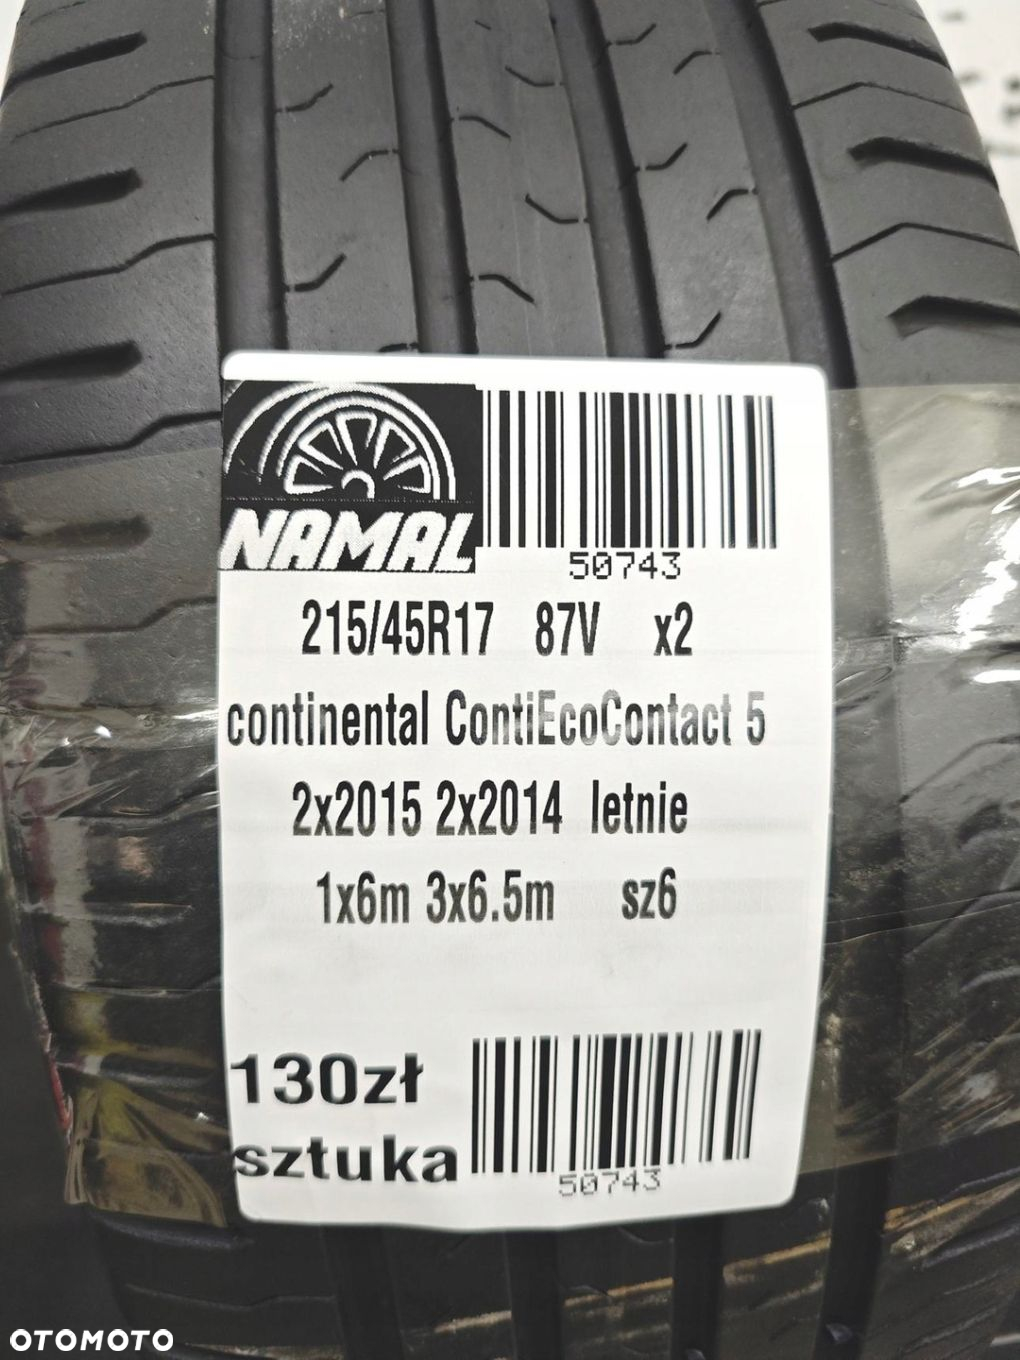 NAMAL
50743
215/45R17 87V x2
continental ContiEcoContact 5
2x2015 2x2014 letnie
1x6m 3x6.5m sz6
130zł
sztuka
50743
OTOMOTO